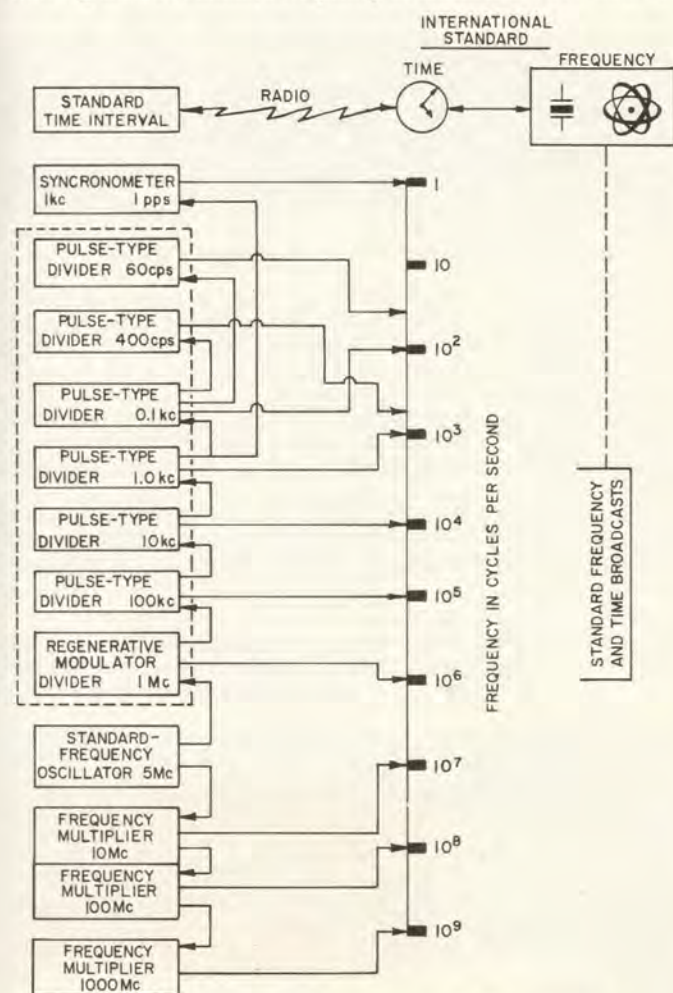 INTERNATIONAL
STANDARD
TIME
FREQUENCY
STANDARD
TIME INTERVAL
RADIO
SYNCRONOMETER
1kc 1pps
1
PULSE-TYPE
DIVIDER 60cps
10
PULSE-TYPE
DIVIDER 400cps
10²
PULSE-TYPE
DIVIDER 0.1kc
10³
PULSE-TYPE
DIVIDER 1.0kc
PULSE-TYPE
DIVIDER 10kc
10⁴
PULSE-TYPE
DIVIDER 100kc
10⁵
REGENERATIVE
MODULATOR
DIVIDER 1Mc
10⁶
STANDARD-
FREQUENCY
OSCILLATOR 5Mc
10⁷
FREQUENCY
MULTIPLIER
10Mc
10⁸
FREQUENCY
MULTIPLIER
100Mc
10⁹
FREQUENCY
MULTIPLIER
1000Mc
FREQUENCY IN CYCLES PER SECOND
STANDARD FREQUENCY
AND TIME BROADCASTS